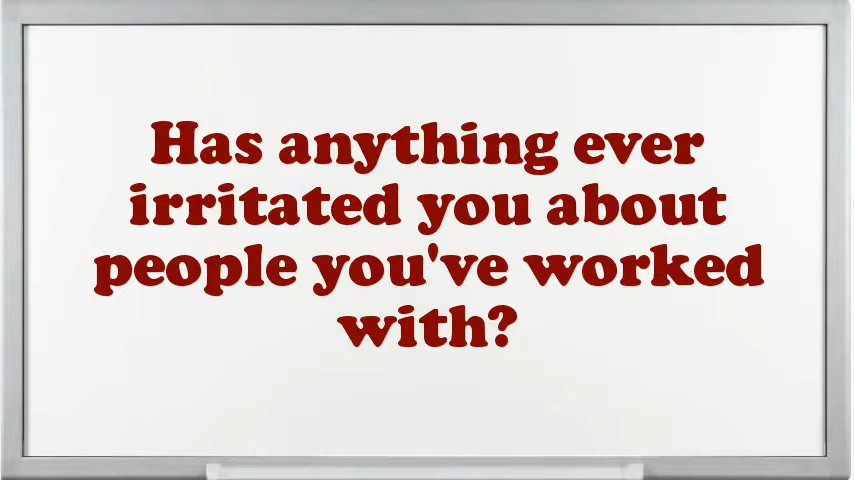 Has anything ever
irritated you about
people you've worked
with?